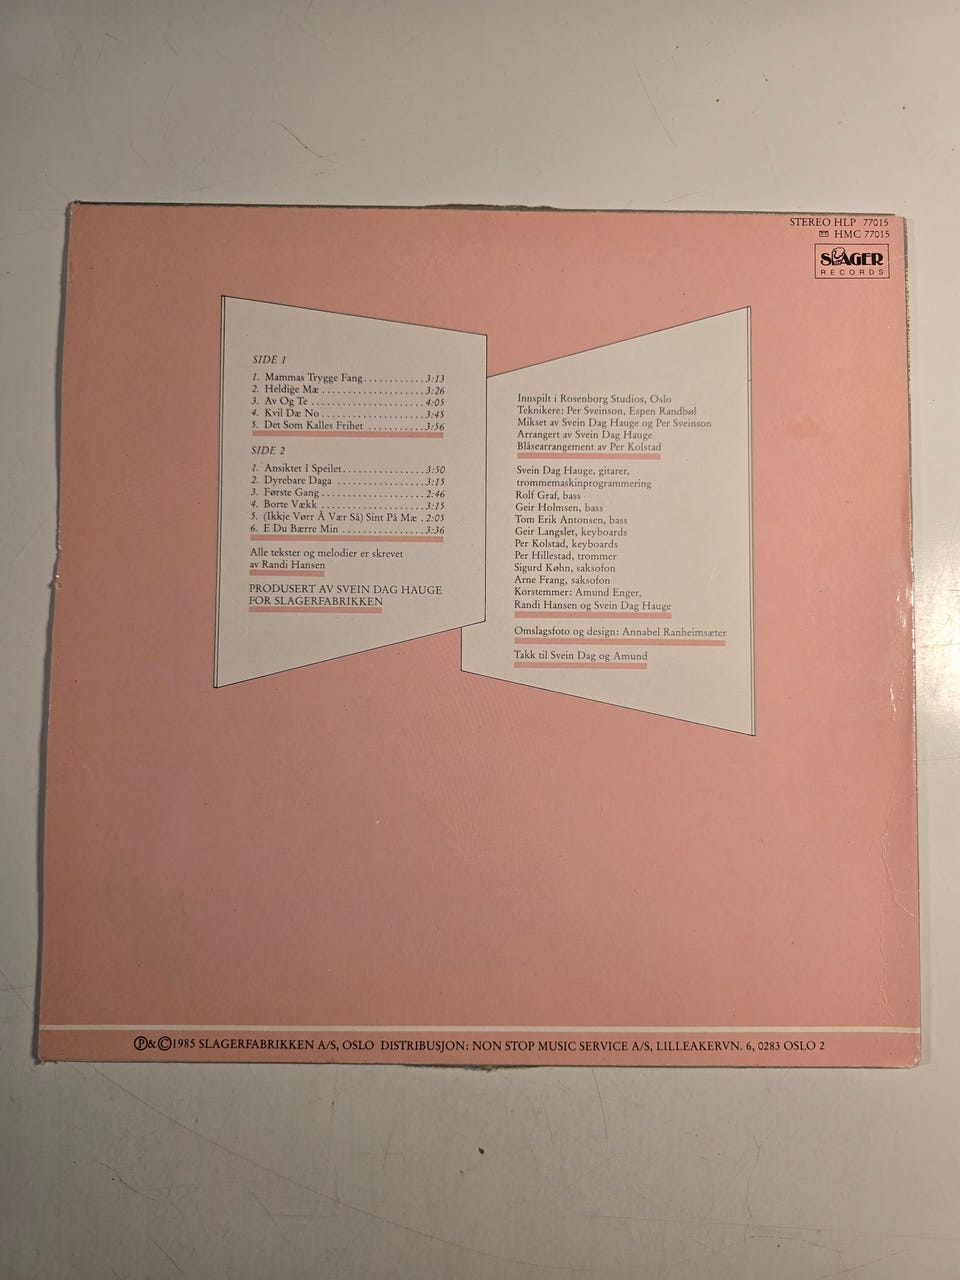 STEREO HLP 77015
HMC 77015
SLAGER
RECORDS
SIDE 1
1. Mammas Trygge Fang............3:13
2. Heldige Mæ....................3:26
3. Av Og Te ....................4:05
4. Kvil Dæ No ..................3:45
5. Det Som Kalles Frihet ..........3:56
SIDE 2
1. Ansiktet I Speilet................3:50
2. Dyrebare Daga .................3:15
3. Første Gang ...................2:46
4. Borte Vækk ...................3:15
5. (Ikkje Vørr Å Vær Så) Sint På Mæ . 2:05
6. E Du Bærre Min ................3:36
Alle tekster og melodier er skrevet
av Randi Hansen
PRODUSERT AV SVEIN DAG HAUGE
FOR SLAGERFABRIKKEN
Innspilt i Rosenborg Studios, Oslo
Teknikere: Per Sveinson, Espen Randbøl
Mikset av Svein Dag Hauge og Per Sveinson
Arrangert av Svein Dag Hauge
Blåsearrangement av Per Kolstad
Svein Dag Hauge, gitarer,
trommemaskinprogrammering
Rolf Graf, bass
Geir Holmsen, bass
Tom Erik Antonsen, bass
Geir Langslet, keyboards
Per Kolstad, keyboards
Per Hillestad, trommer
Sigurd Køhn, saksofon
Arne Frang, saksofon
Korstemmer: Amund Enger,
Randi Hansen og Svein Dag Hauge
Omslagsfoto og design: Annabel Ranheimsæter
Takk til Svein Dag og Amund
Ⓟ&©1985 SLAGERFABRIKKEN A/S, OSLO DISTRIBUSJON: NON STOP MUSIC SERVICE A/S, LILLEAKERVN. 6, 0283 OSLO 2